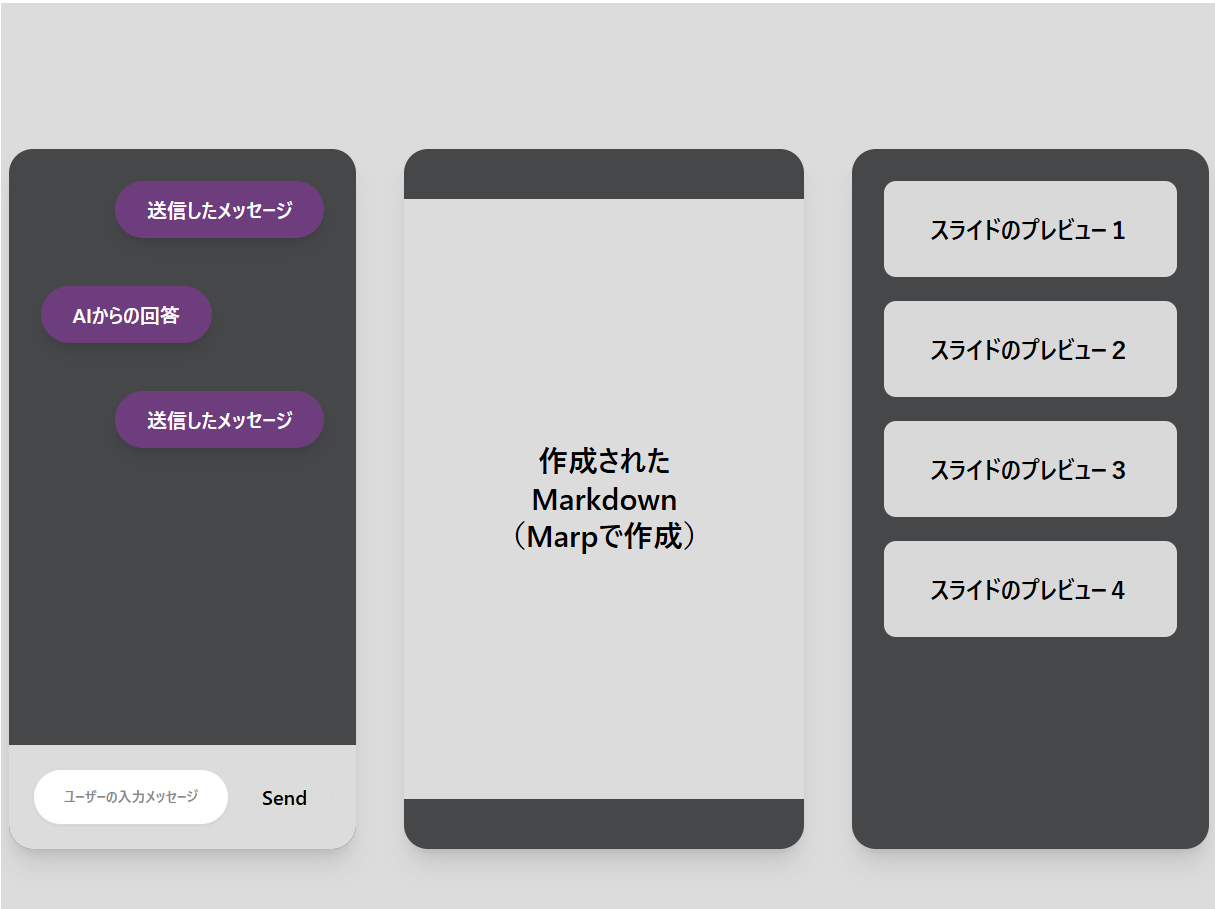 送信したメッセージ
AIからの回答
送信したメッセージ
ユーザーの入力メッセージ
Send
作成された
Markdown
（Marpで作成）
スライドのプレビュー 1
スライドのプレビュー 2
スライドのプレビュー 3
スライドのプレビュー 4